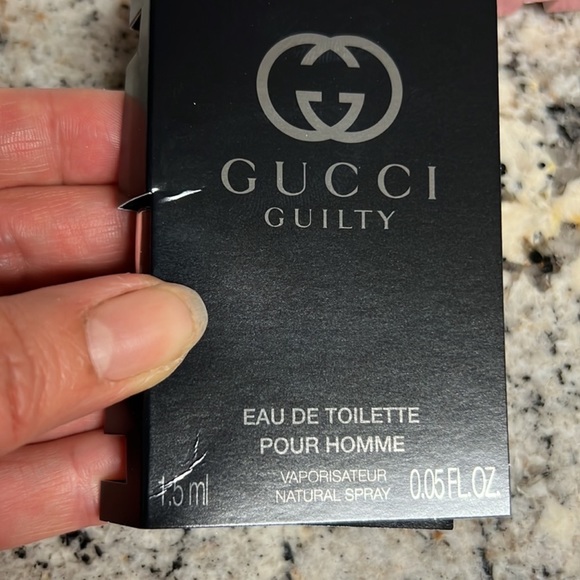 GUCCI
GUILTY
EAU DE TOILETTE
POUR HOMME
VAPORISATEUR
NATURAL SPRAY
1.5 ml
0.05 FL.OZ.